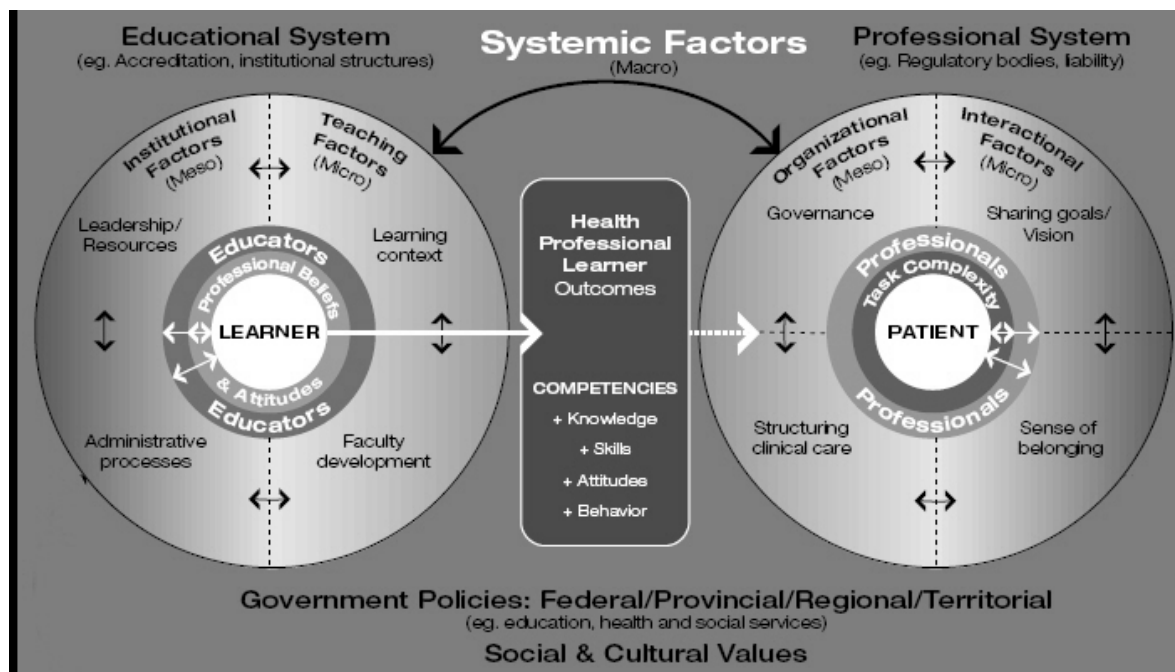 Educational System
(eg. Accreditation, institutional structures)
Systemic Factors
(Macro)
Professional System
(eg. Regulatory bodies, liability)
Institutional
Factors
(Meso)
Teaching
Factors
(Micro)
Leadership/
Resources
Learning
context
Educators
Professional Beliefs
LEARNER
& Attitudes
Educators
Administrative
processes
Faculty
development
Health
Professional
Learner
Outcomes
COMPETENCIES
+ Knowledge
+ Skills
+ Attitudes
+ Behavior
Organizational
Factors
(Meso)
Interactional
Factors
(Micro)
Governance
Sharing goals/
Vision
Professionals
Task Complexity
PATIENT
Professionals
Structuring
clinical care
Sense of
belonging
Government Policies: Federal/Provincial/Regional/Territorial
(eg. education, health and social services)
Social & Cultural Values